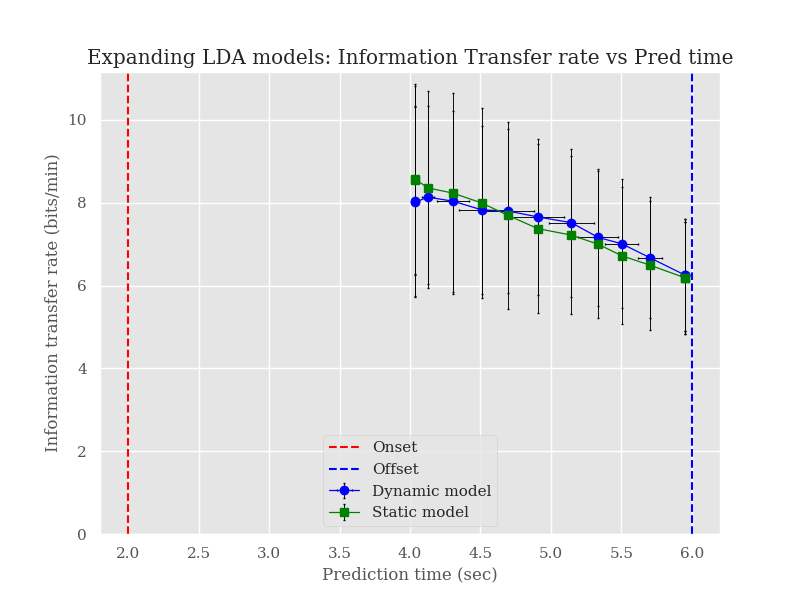 Expanding LDA models: Information Transfer rate vs Pred time
Information transfer rate (bits/min)
10
8
6
4
2
0
Onset
Offset
Dynamic model
Static model
2.0 2.5 3.0 3.5 4.0 4.5 5.0 5.5 6.0
Prediction time (sec)